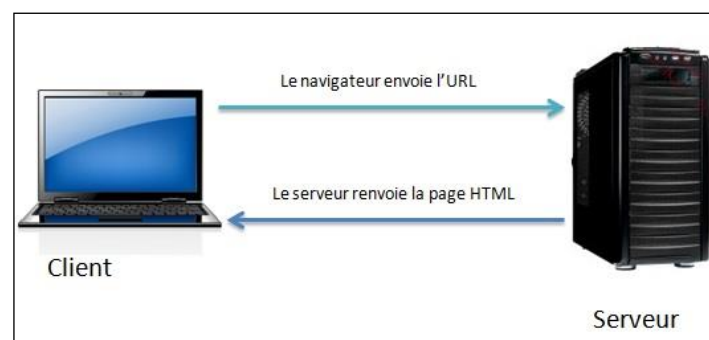 Le navigateur envoie l’URL
Le serveur renvoie la page HTML
Client
Serveur